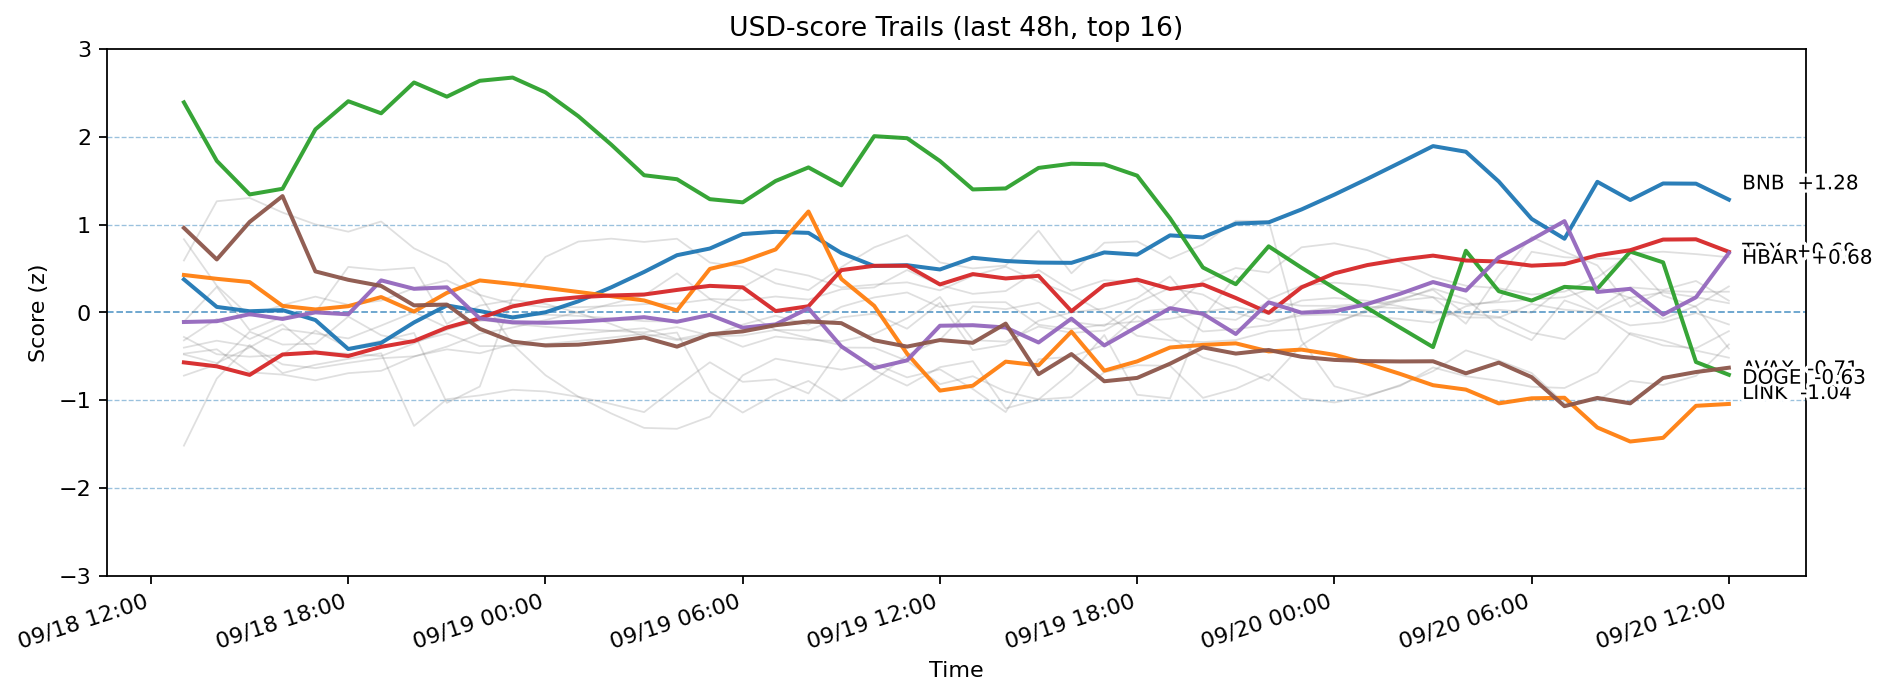 USD-score Trails (last 48h, top 16)
Score (z)
3
2
1
0
−1
−2
−3
BNB +1.28
HBAR +0.68
DOGE -0.63
LINK -1.04
09/18 12:00
09/18 18:00
09/19 00:00
09/19 06:00
09/19 12:00
09/19 18:00
09/20 00:00
09/20 06:00
09/20 12:00
Time